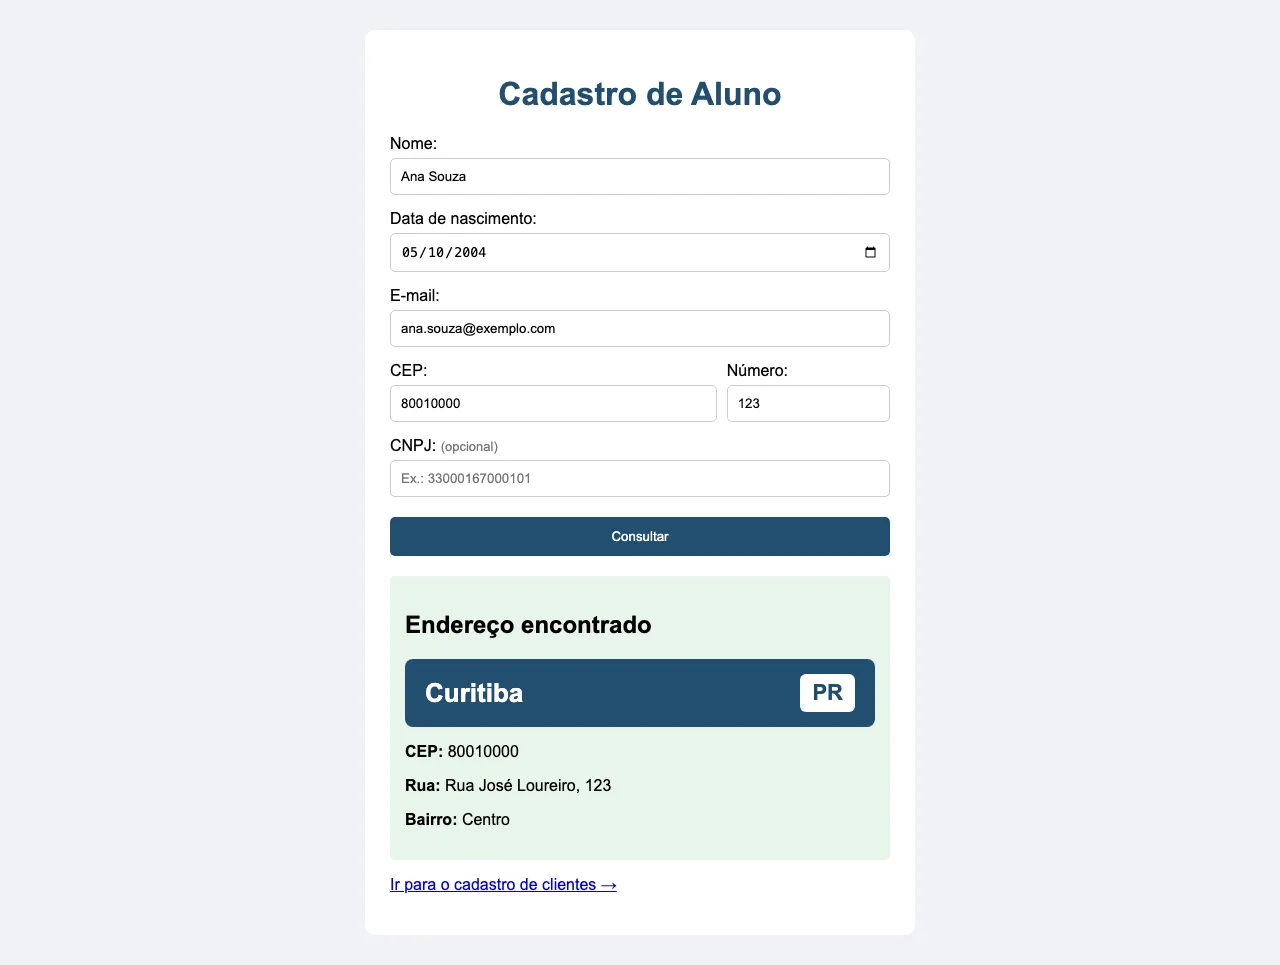 Cadastro de Aluno
Nome:
Ana Souza
Data de nascimento:
05/10/2004
E-mail:
ana.souza@exemplo.com
CEP: Número:
80010000 123
CNPJ: (opcional)
Ex.: 33000167000101
Consultar
Endereço encontrado
Curitiba PR
CEP: 80010000
Rua: Rua José Loureiro, 123
Bairro: Centro
Ir para o cadastro de clientes →